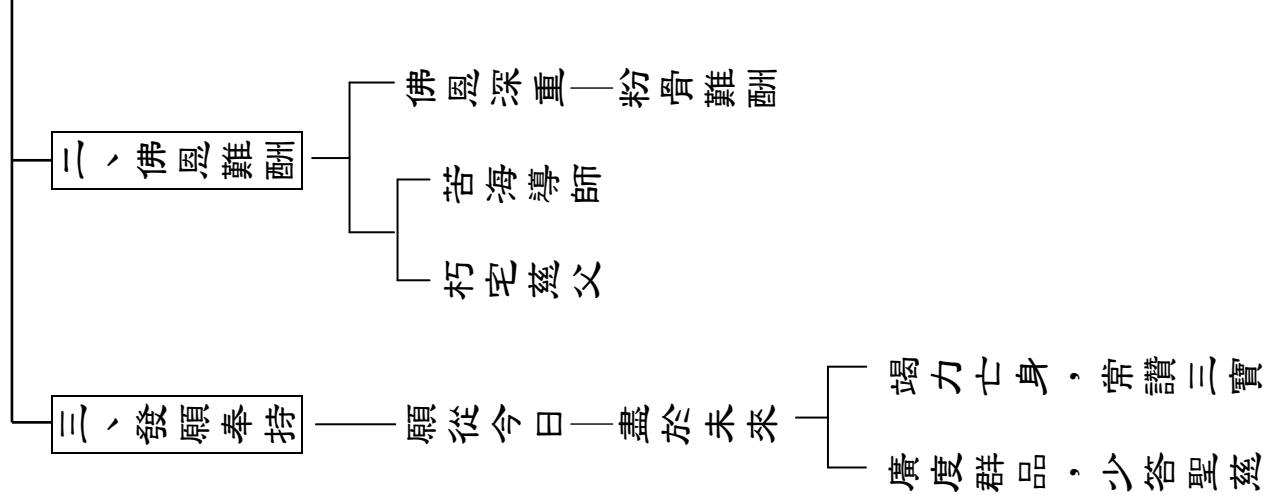 二、佛恩難酬
佛恩深重—粉骨難酬
苦海導師
朽宅慈父
三、發願奉持
願從今日—盡於未來
竭力亡身，常讚三寶
廣度群品，少答聖慈